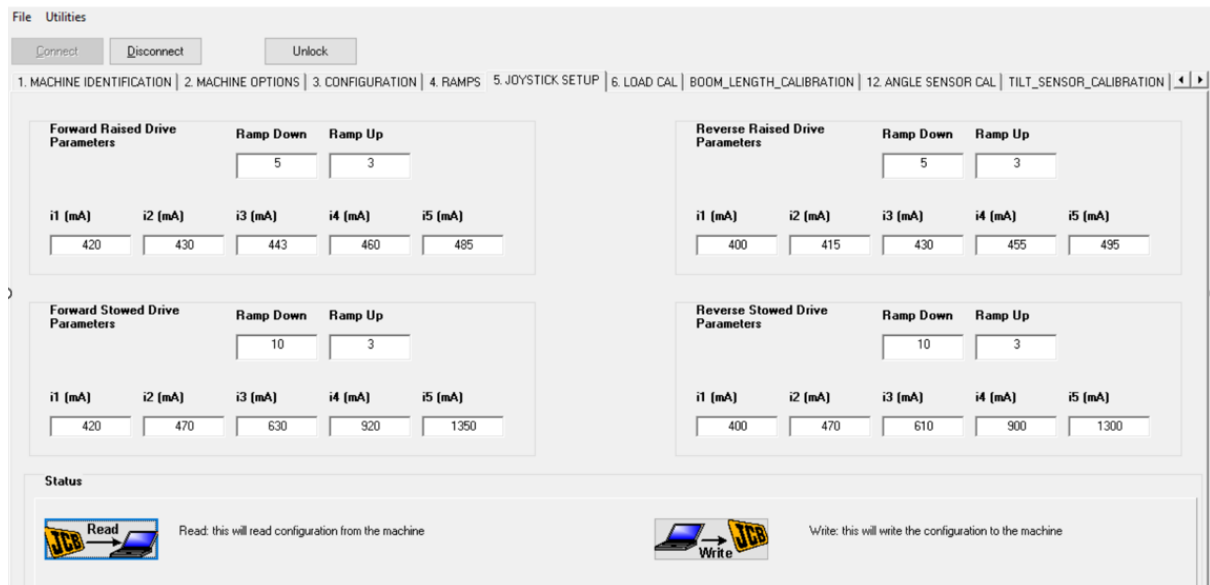 File Utilities
Connect Disconnect Unlock
1. MACHINE IDENTIFICATION 2. MACHINE OPTIONS 3. CONFIGURATION 4. RAMPS 5. JOYSTICK SETUP 6. LOAD CAL BOOM_LENGTH_CALIBRATION 12. ANGLE SENSOR CAL TILT_SENSOR_CALIBRATION
Forward Raised Drive
Parameters
Ramp Down Ramp Up
5 3
i1 (mA) i2 (mA) i3 (mA) i4 (mA) i5 (mA)
420 430 443 460 485
Reverse Raised Drive
Parameters
Ramp Down Ramp Up
5 3
i1 (mA) i2 (mA) i3 (mA) i4 (mA) i5 (mA)
400 415 430 455 495
Forward Stowed Drive
Parameters
Ramp Down Ramp Up
10 3
i1 (mA) i2 (mA) i3 (mA) i4 (mA) i5 (mA)
420 470 630 920 1350
Reverse Stowed Drive
Parameters
Ramp Down Ramp Up
10 3
i1 (mA) i2 (mA) i3 (mA) i4 (mA) i5 (mA)
400 470 610 900 1300
Status
Read
JCB
Read: this will read configuration from the machine
JCB
Write
Write: this will write the configuration to the machine